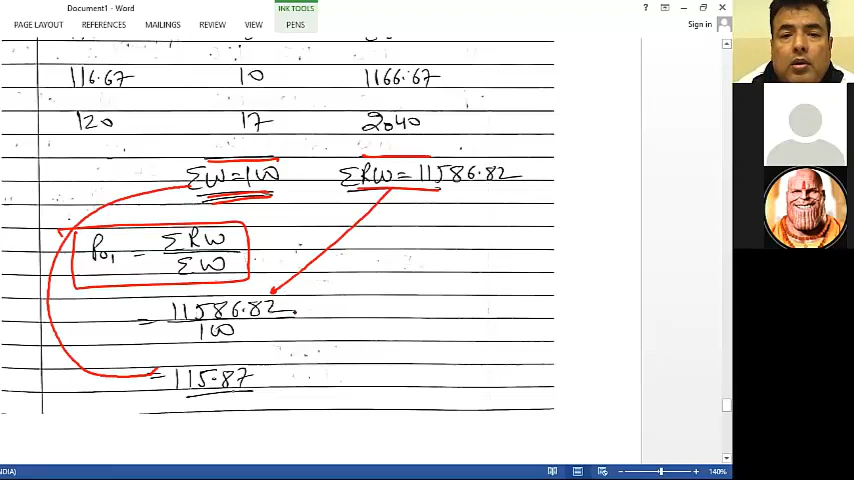 Document1 - Word
INK TOOLS
?
Sign in
PAGE LAYOUT REFERENCES MAILINGS REVIEW VIEW PENS
116.67 10 1166.67
120 17 2040
ΣW=100 ΣRW=11586.82
P01 = ΣRW / ΣW
= 11586.82 / 100
= 115.87
NDIA)
140%